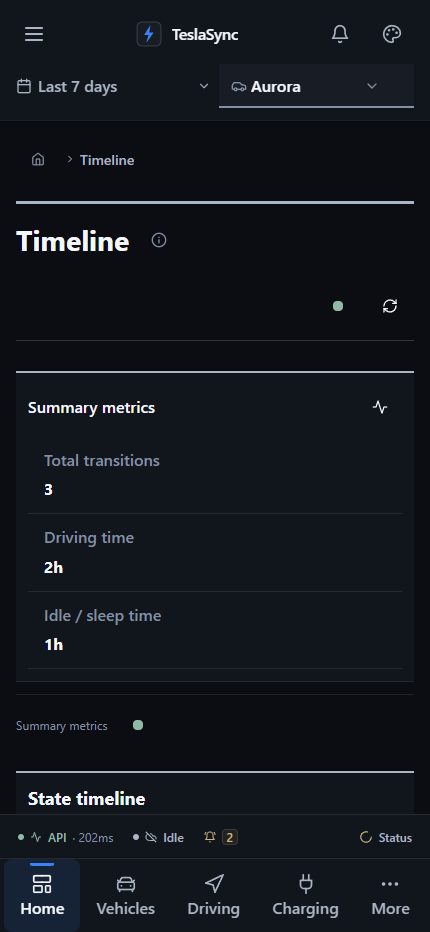 TeslaSync
Last 7 days
Aurora
Timeline
Timeline
Summary metrics
Total transitions
3
Driving time
2h
Idle / sleep time
1h
Summary metrics
State timeline
API · 202ms
Idle
2
Status
Home
Vehicles
Driving
Charging
More